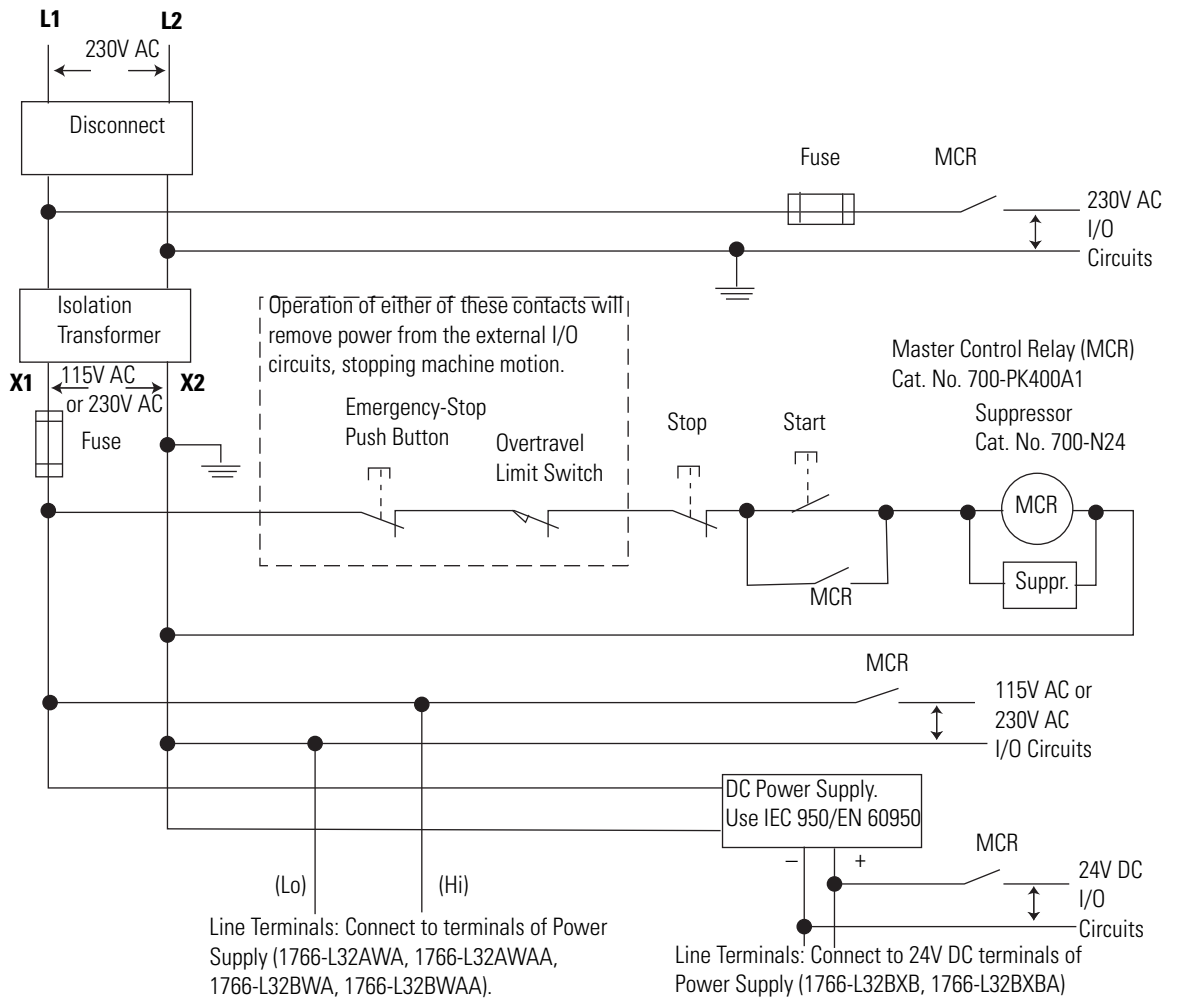 L1
L2
230V AC
Disconnect
Fuse
MCR
230V AC
I/O
Circuits
Isolation
Transformer
Operation of either of these contacts will
remove power from the external I/O
circuits, stopping machine motion.
X1
115V AC
or 230V AC
X2
Fuse
Emergency-Stop
Push Button
Overtravel
Limit Switch
Stop
Start
Master Control Relay (MCR)
Cat. No. 700-PK400A1
Suppressor
Cat. No. 700-N24
MCR
Suppr.
MCR
MCR
115V AC or
230V AC
I/O Circuits
DC Power Supply.
Use IEC 950/EN 60950
–
+
MCR
24V DC
I/O
Circuits
(Lo)
(Hi)
Line Terminals: Connect to terminals of Power
Supply (1766-L32AWA, 1766-L32AWAA,
1766-L32BWA, 1766-L32BWAA).
Line Terminals: Connect to 24V DC terminals of
Power Supply (1766-L32BXB, 1766-L32BXBA)